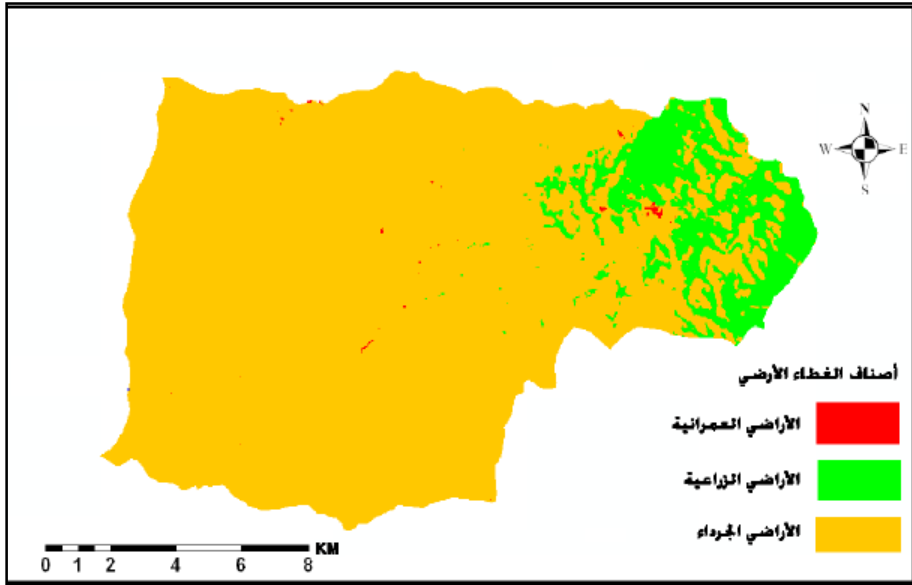 N
W E
S
أصناف الغطاء الأرضي
الأراضي العمرانية
الأراضي الزراعية
الأراضي الجرداء
KM
0 1 2 4 6 8